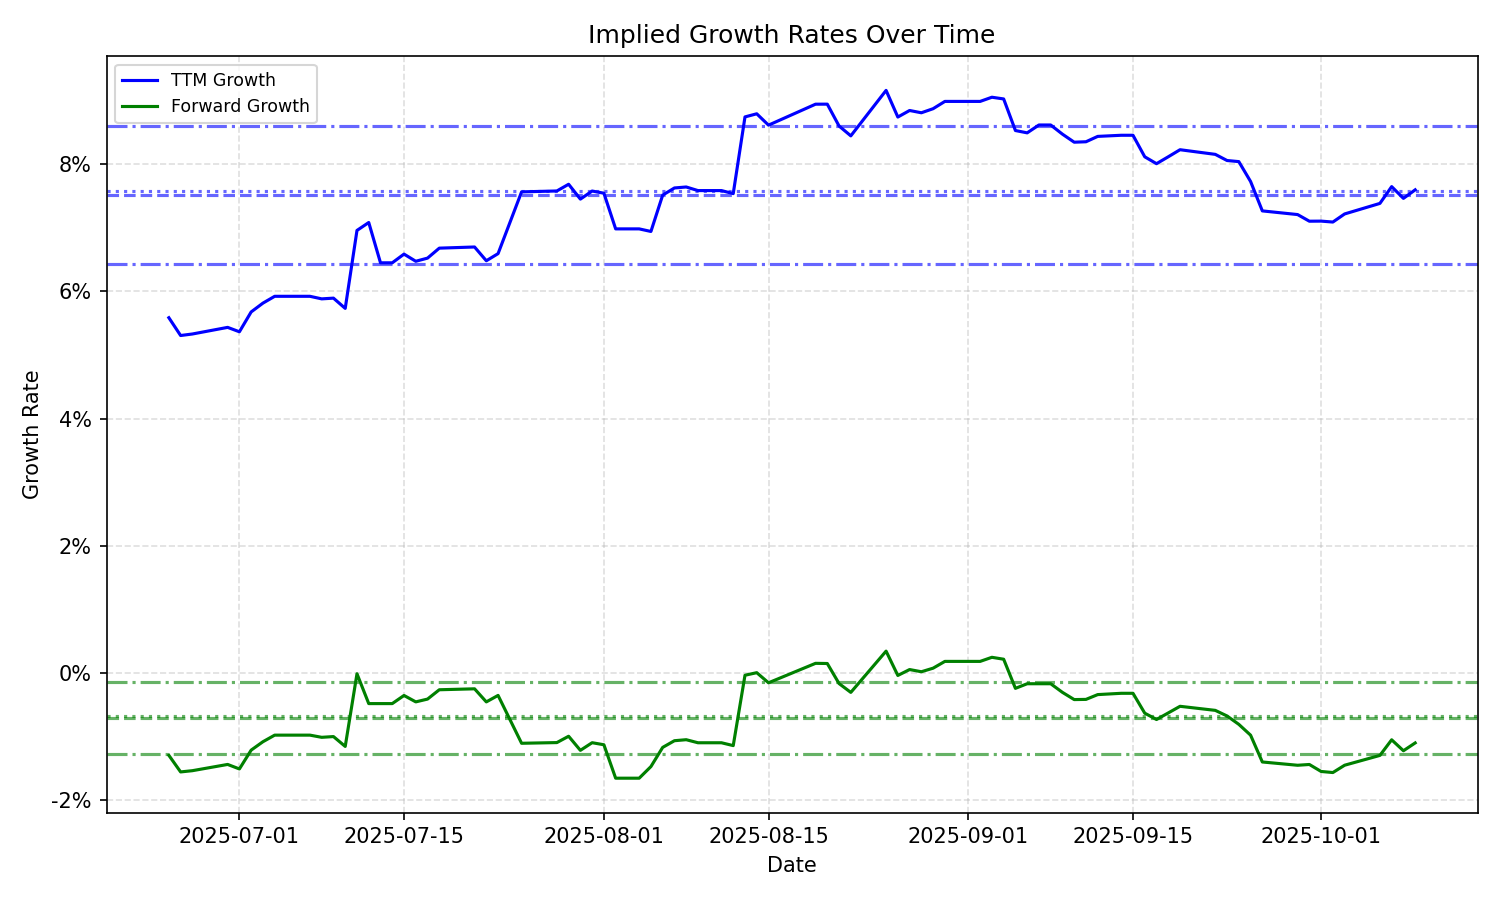 Implied Growth Rates Over Time
TTM Growth
Forward Growth
Growth Rate
8%
6%
4%
2%
0%
-2%
2025-07-01
2025-07-15
2025-08-01
2025-08-15
2025-09-01
2025-09-15
2025-10-01
Date